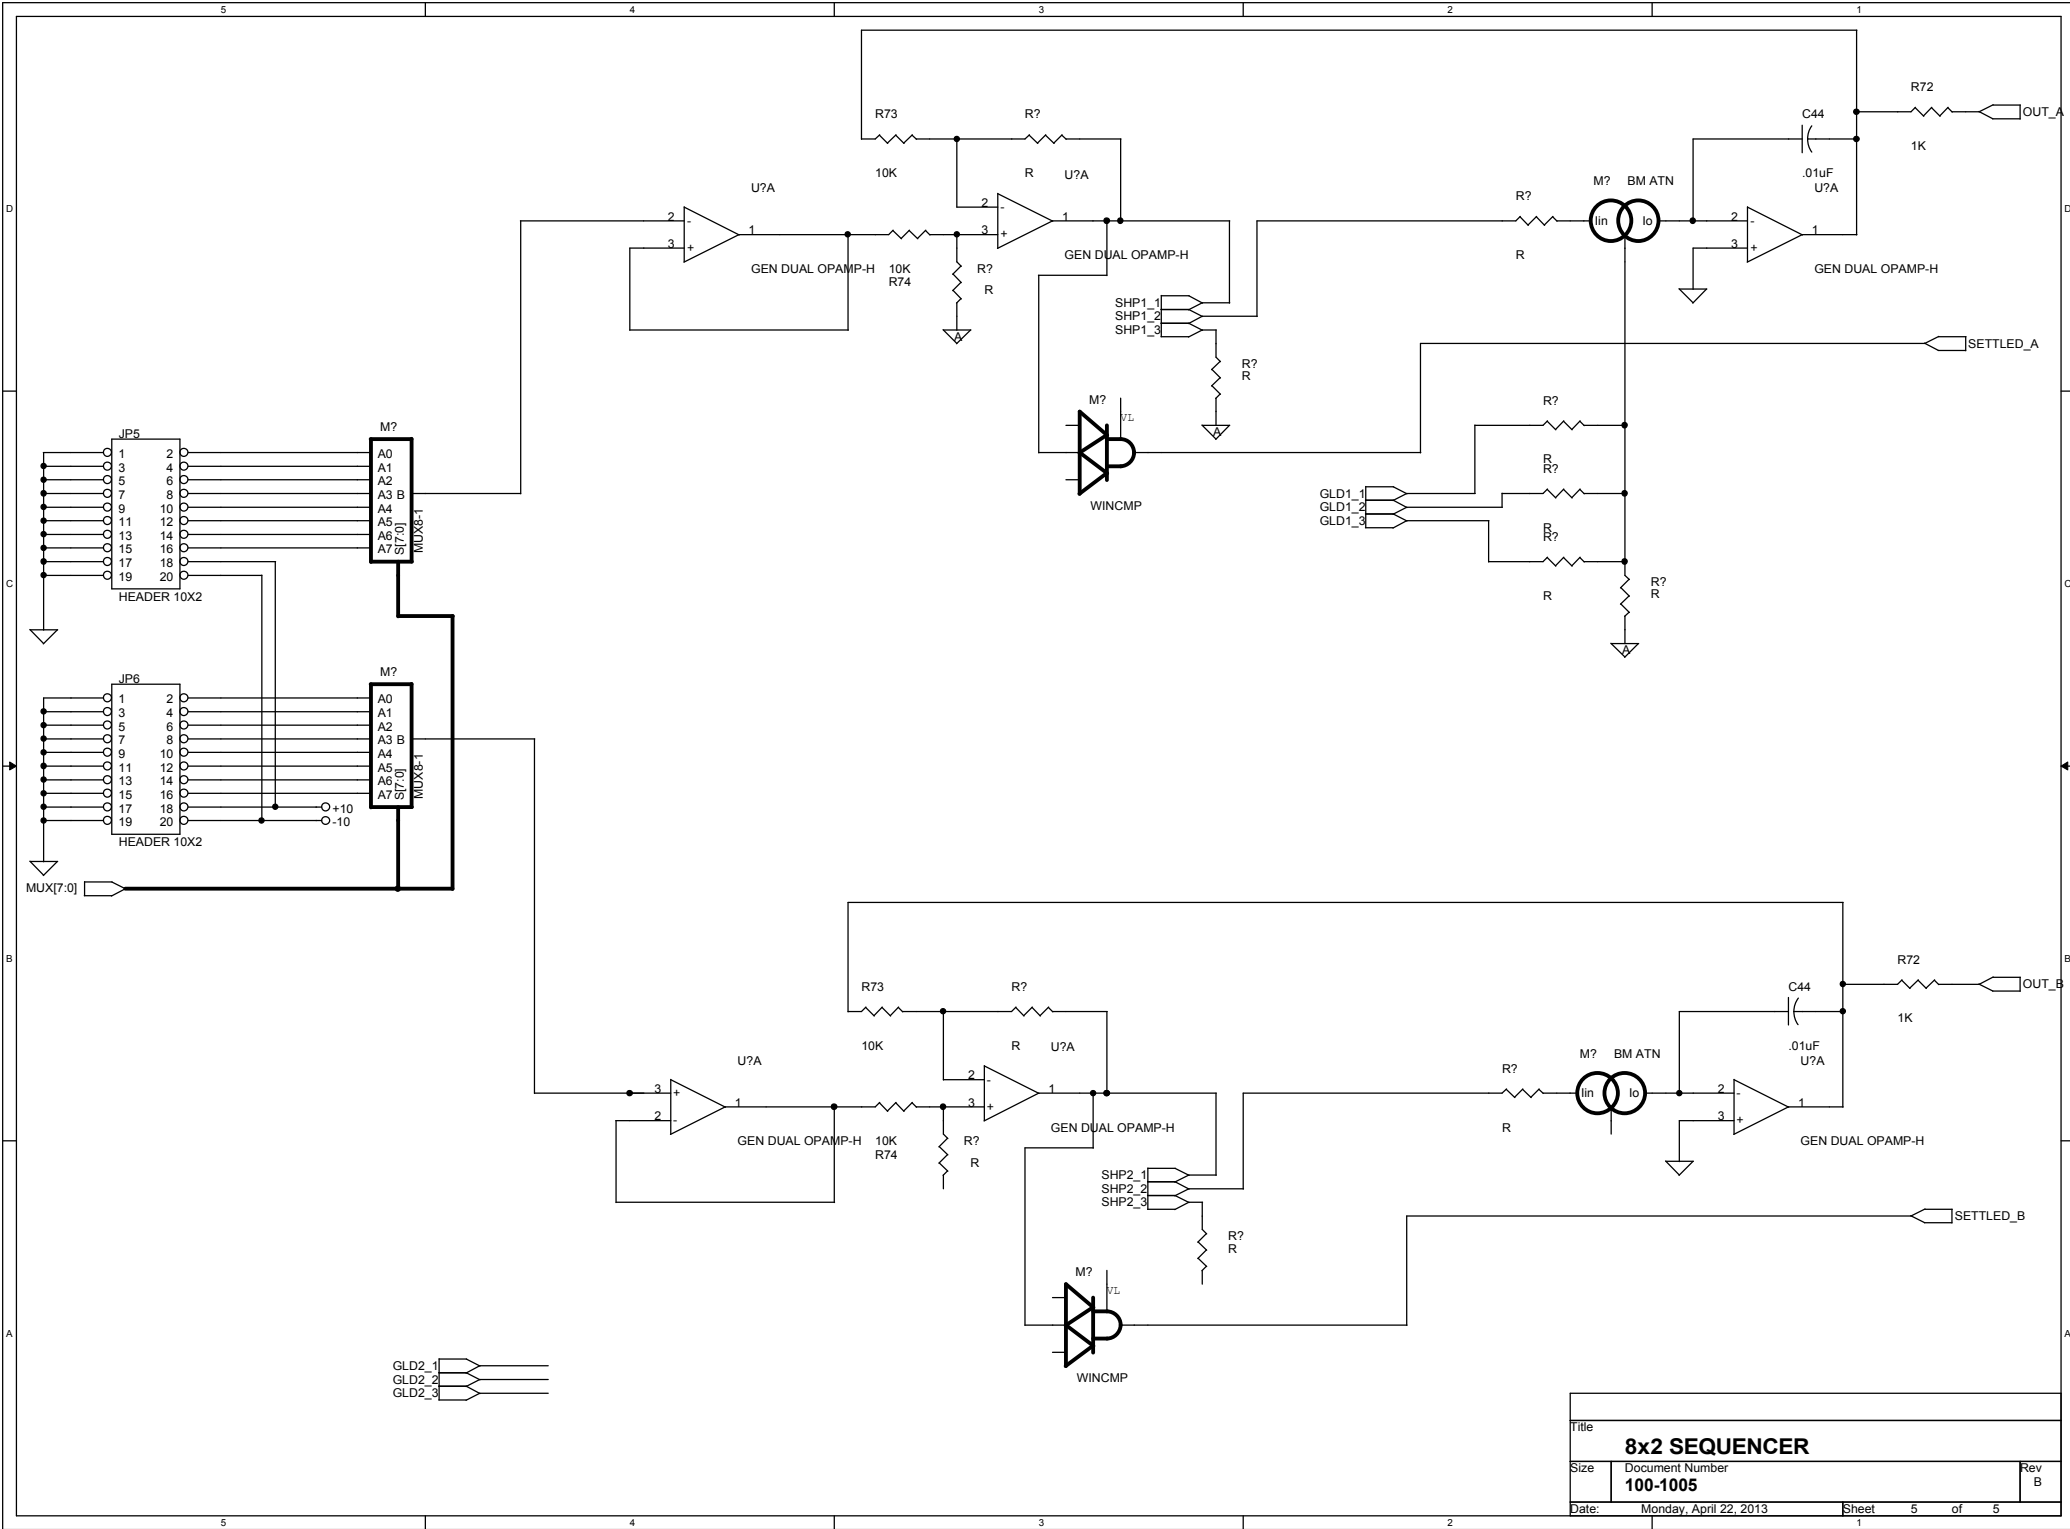 5 4 3 2 1
D
C
B
A
D
C
B
A
R73
10K
R?
R
U?A
GEN DUAL OPAMP-H
U?A
2 -
3 +
1
GEN DUAL OPAMP-H
10K
R74
R?
R
A
2 -
3 +
1
SHP1_1
SHP1_2
SHP1_3
R?
R
A
R?
R
M? BM ATN
Iin Io
C44
.01uF
U?A
2 -
3 +
1
GEN DUAL OPAMP-H
R72
1K
OUT_A
SETTLED_A
M?
VL
WINCMP
GLD1_1
GLD1_2
GLD1_3
R?
R
R?
R
R?
R
R?
R
A
JP5
1 2
3 4
5 6
7 8
9 10
11 12
13 14
15 16
17 18
19 20
HEADER 10X2
M?
A0
A1
A2
A3 B
A4
A5
A6
A7
S[7:0]
MUX8-1
JP6
1 2
3 4
5 6
7 8
9 10
11 12
13 14
15 16
17 18
19 20
HEADER 10X2
+10
-10
M?
A0
A1
A2
A3 B
A4
A5
A6
A7
S[7:0]
MUX8-1
MUX[7:0]
U?A
3 +
2 -
1
GEN DUAL OPAMP-H
10K
R74
R?
R
R73
10K
R?
R
U?A
2 -
3 +
1
GEN DUAL OPAMP-H
SHP2_1
SHP2_2
SHP2_3
R?
R
R?
R
M? BM ATN
Iin Io
C44
.01uF
U?A
2 -
3 +
1
GEN DUAL OPAMP-H
R72
1K
OUT_B
SETTLED_B
M?
VL
WINCMP
GLD2_1
GLD2_2
GLD2_3
Title
8x2 SEQUENCER
Size Document Number Rev
100-1005 B
Date: Monday, April 22, 2013 Sheet 5 of 5
5 4 3 2 1